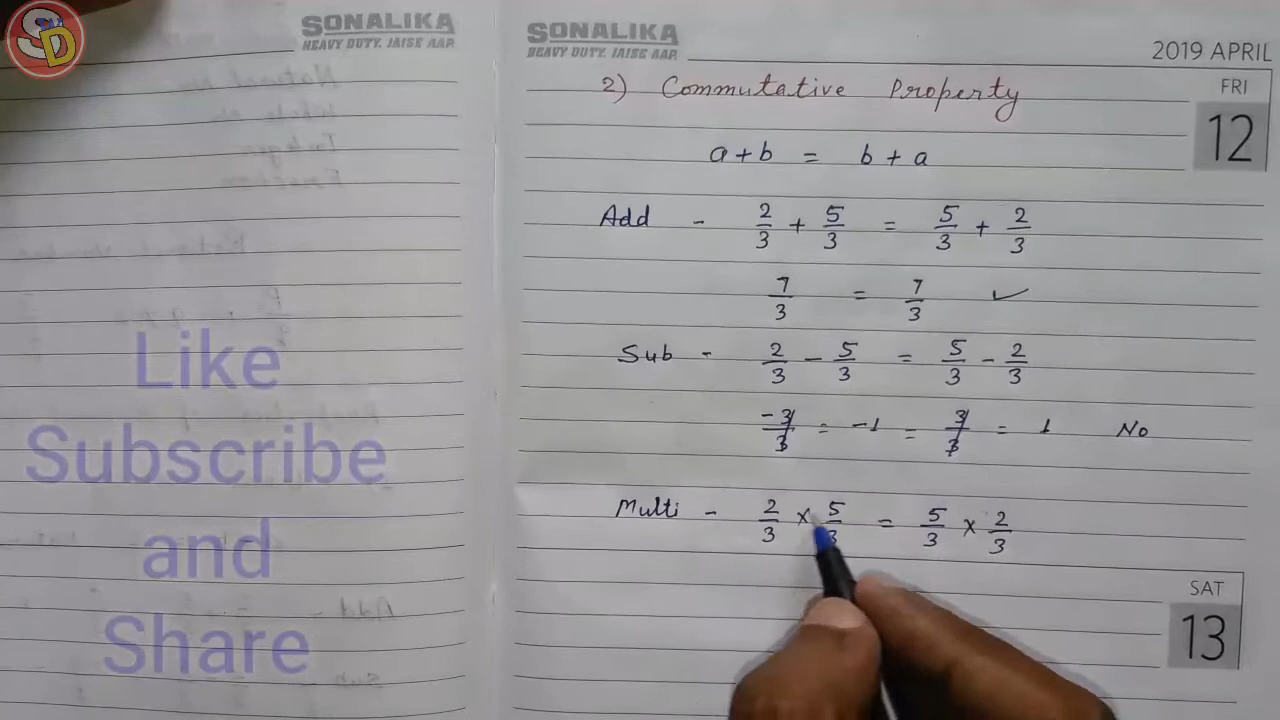 SD
SONALIKA
HEAVY DUTY. JAISE AAP.
Like
Subscribe
and
Share
SONALIKA
HEAVY DUTY. JAISE AAP.
2019 APRIL
FRI
12
2) Commutative Property
a + b = b + a
Add - 2/3 + 5/3 = 5/3 + 2/3
7/3 = 7/3 ✓
Sub - 2/3 - 5/3 = 5/3 - 2/3
-3/3 = -1 = 3/3 = 1 No
Multi - 2/3 × 5/3 = 5/3 × 2/3
SAT
13